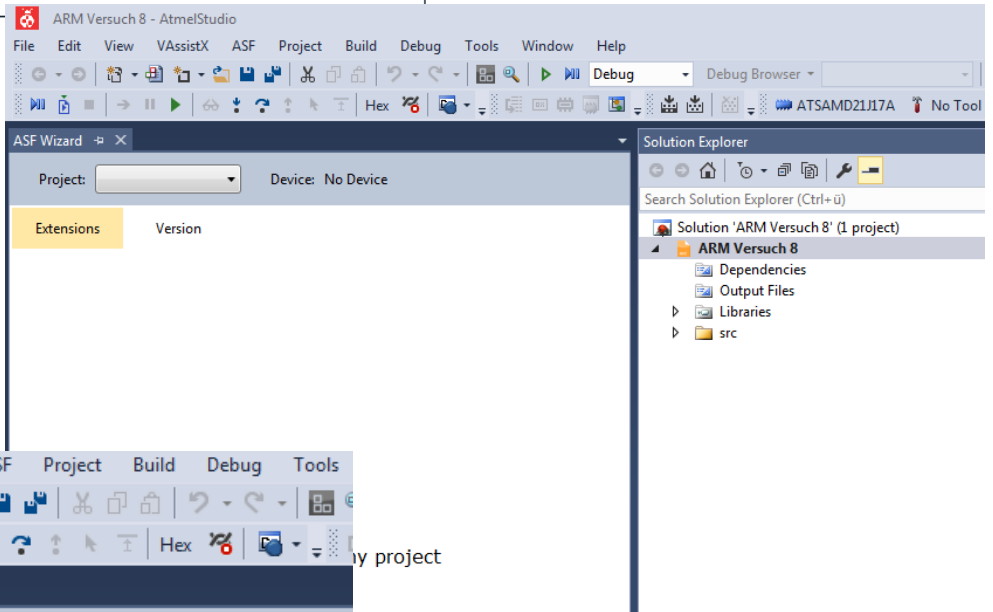 ARM Versuch 8 - AtmelStudio
File Edit View VAssistX ASF Project Build Debug Tools Window Help
Debug Debug Browser
Hex ATSAMD21J17A No Tool
ASF Wizard
Project: Device: No Device
Extensions Version
Solution Explorer
Search Solution Explorer (Ctrl+ü)
Solution 'ARM Versuch 8' (1 project)
ARM Versuch 8
Dependencies
Output Files
Libraries
src
Project Build Debug Tools
Hex
project